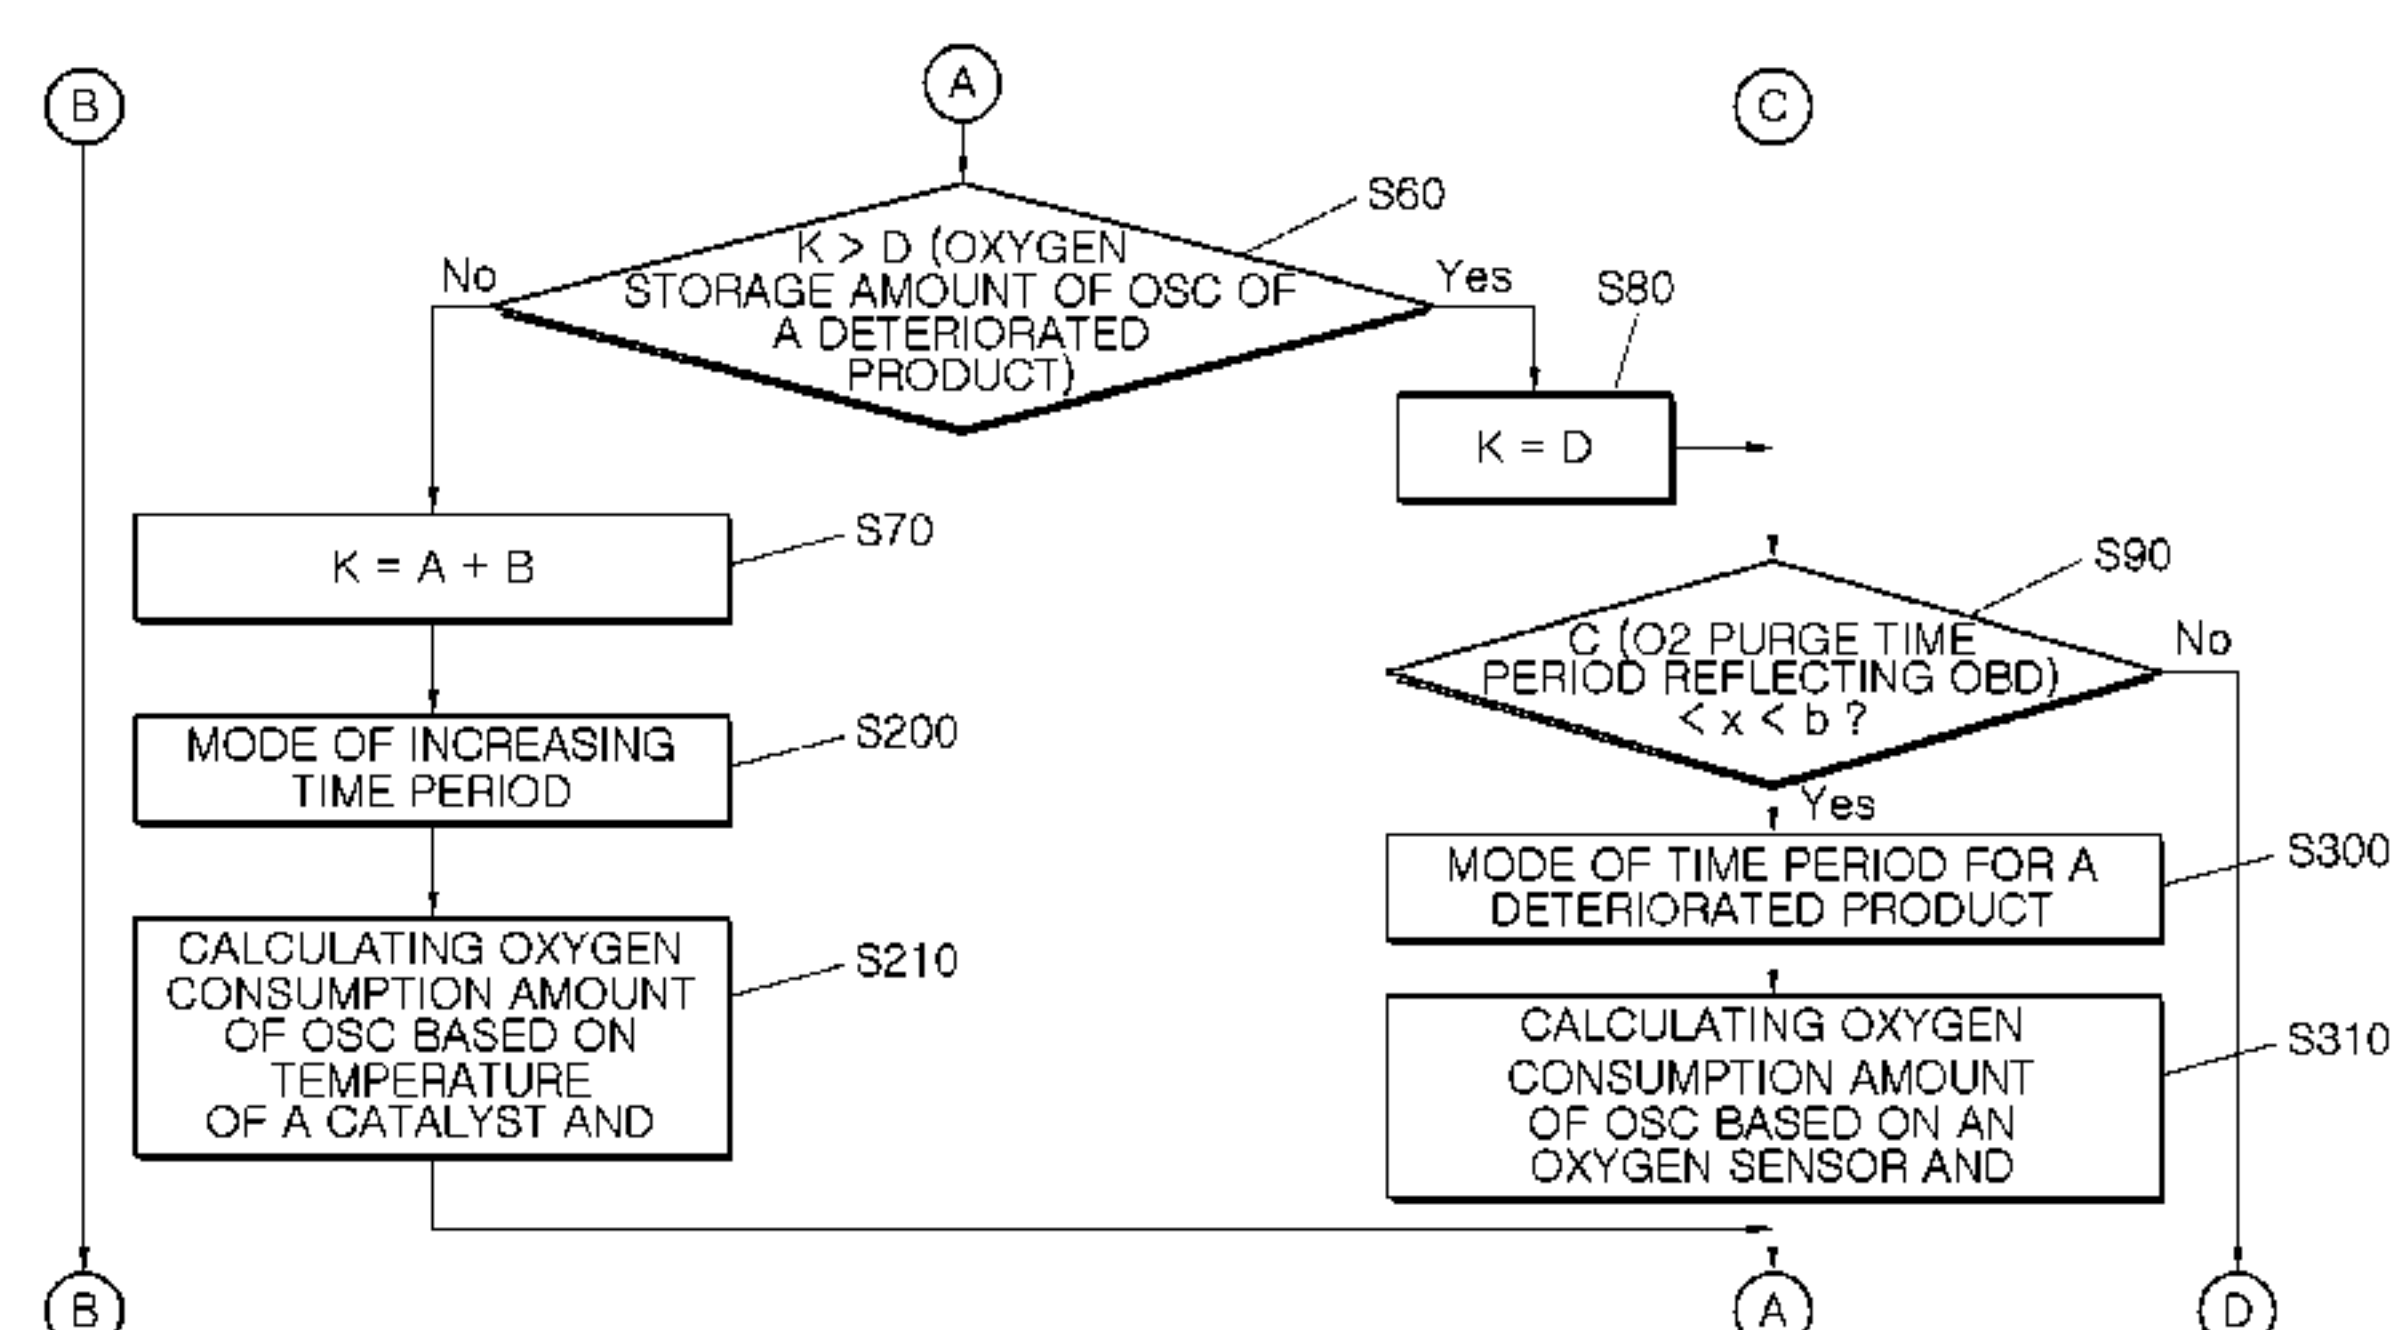 B
A
C
S60
K > D (OXYGEN
STORAGE AMOUNT OF OSC OF
A DETERIORATED
PRODUCT)
No
Yes
S80
K = D
S70
K = A + B
S90
C (O2 PURGE TIME
PERIOD REFLECTING OBD)
< x < b ?
No
Yes
S200
MODE OF INCREASING
TIME PERIOD
S300
MODE OF TIME PERIOD FOR A
DETERIORATED PRODUCT
S210
CALCULATING OXYGEN
CONSUMPTION AMOUNT
OF OSC BASED ON
TEMPERATURE
OF A CATALYST AND
S310
CALCULATING OXYGEN
CONSUMPTION AMOUNT
OF OSC BASED ON AN
OXYGEN SENSOR AND
B
A
D